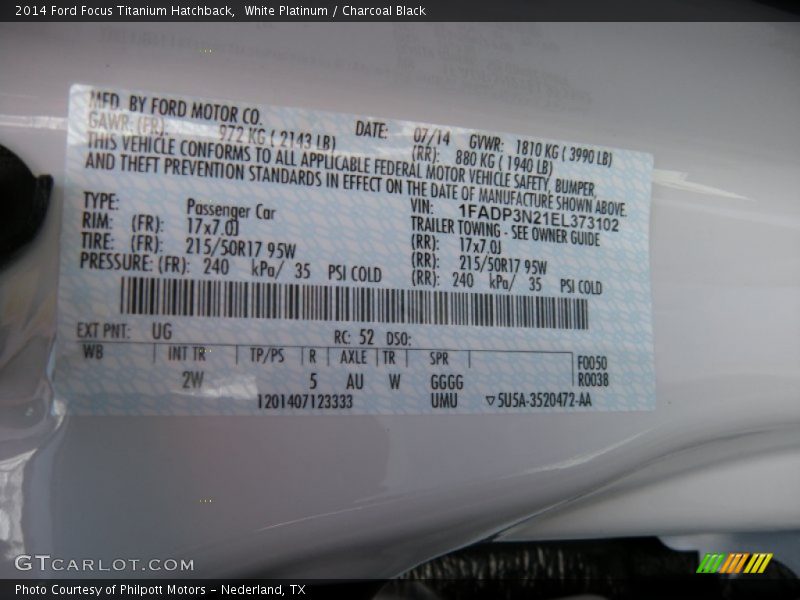 2014 Ford Focus Titanium Hatchback,  White Platinum / Charcoal Black
MFD. BY FORD MOTOR CO.
DATE: 07/14 GVWR: 1810 KG ( 3990 LB)
GAWR: (FR): 972 KG ( 2143 LB) (RR): 880 KG ( 1940 LB)
THIS VEHICLE CONFORMS TO ALL APPLICABLE FEDERAL MOTOR VEHICLE SAFETY, BUMPER,
AND THEFT PREVENTION STANDARDS IN EFFECT ON THE DATE OF MANUFACTURE SHOWN ABOVE.
VIN: 1FADP3N21EL373102
TYPE: Passenger Car TRAILER TOWING - SEE OWNER GUIDE
RIM: (FR): 17x7.0J (RR): 17x7.0J
TIRE: (FR): 215/50R17 95W (RR): 215/50R17 95W
PRESSURE: (FR): 240 kPa/ 35 PSI COLD (RR): 240 kPa/ 35 PSI COLD
EXT PNT: UG RC: 52 DSO:
WB INT TR TP/PS R AXLE TR SPR F0050
2W 5 AU W GGGG R0038
1201407123333 UMU ▽5U5A-3520472-AA
GTCARLOT.COM
Photo Courtesy of Philpott Motors - Nederland, TX